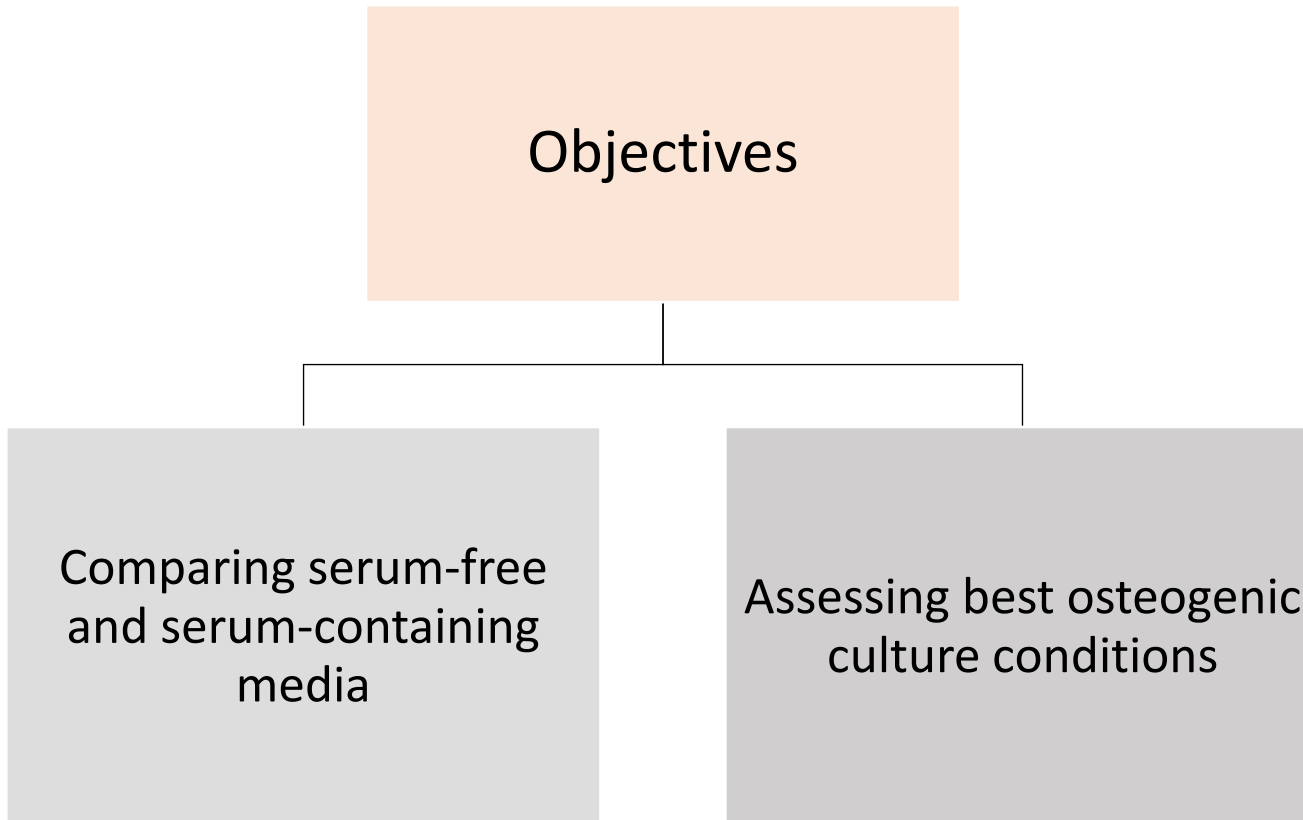 Objectives
Comparing serum-free
and serum-containing
media
Assessing best osteogenic
culture conditions